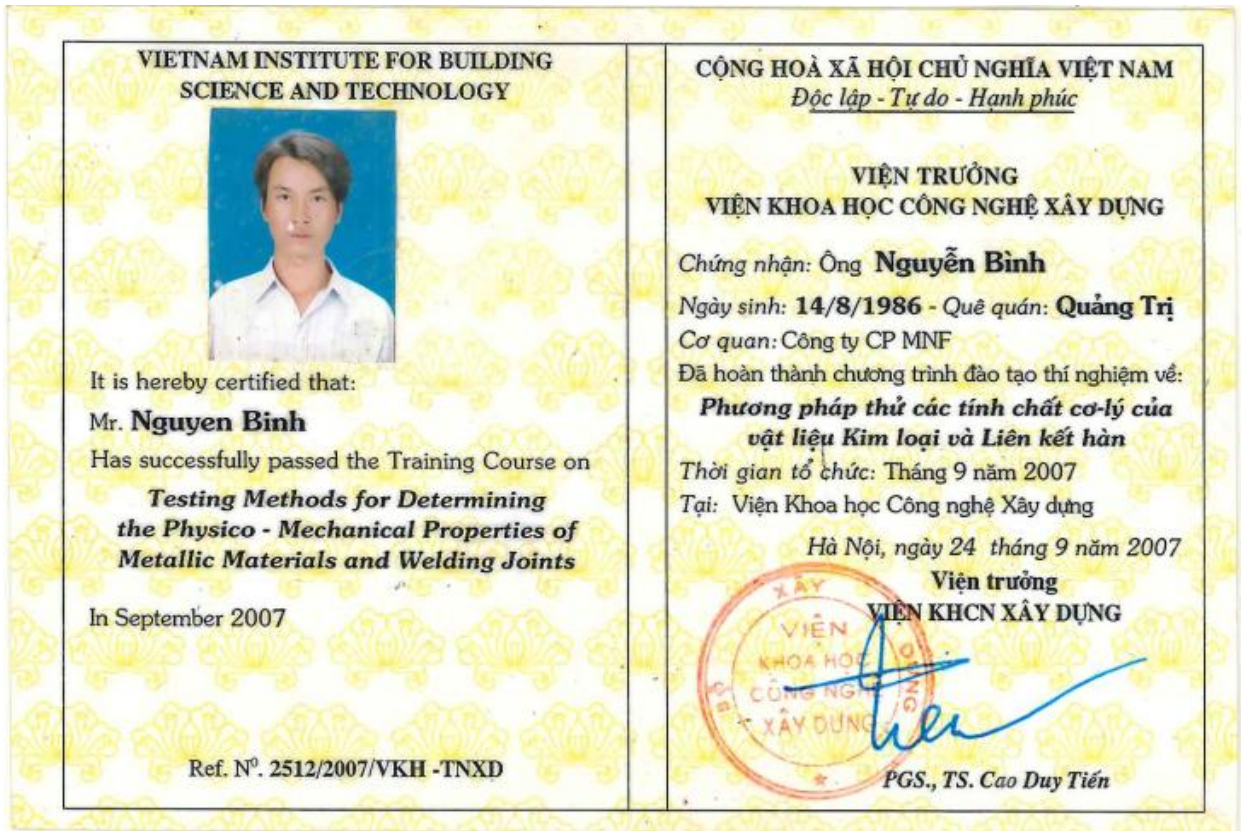 VIETNAM INSTITUTE FOR BUILDING
SCIENCE AND TECHNOLOGY
It is hereby certified that:
Mr. Nguyen Binh
Has successfully passed the Training Course on
Testing Methods for Determining
the Physico - Mechanical Properties of
Metallic Materials and Welding Joints
In September 2007
Ref. Nº. 2512/2007/VKH -TNXD
CỘNG HOÀ XÃ HỘI CHỦ NGHĨA VIỆT NAM
Độc lập - Tự do - Hạnh phúc
VIỆN TRƯỞNG
VIỆN KHOA HỌC CÔNG NGHỆ XÂY DỰNG
Chứng nhận: Ông Nguyễn Bình
Ngày sinh: 14/8/1986 - Quê quán: Quảng Trị
Cơ quan: Công ty CP MNF
Đã hoàn thành chương trình đào tạo thí nghiệm về:
Phương pháp thử các tính chất cơ-lý của
vật liệu Kim loại và Liên kết hàn
Thời gian tổ chức: Tháng 9 năm 2007
Tại: Viện Khoa học Công nghệ Xây dựng
Hà Nội, ngày 24 tháng 9 năm 2007
Viện trưởng
VIỆN KHCN XÂY DỰNG
BỘ XÂY DỰNG
VIỆN
KHOA HỌC
CÔNG NGHỆ
XÂY DỰNG
PGS., TS. Cao Duy Tiến